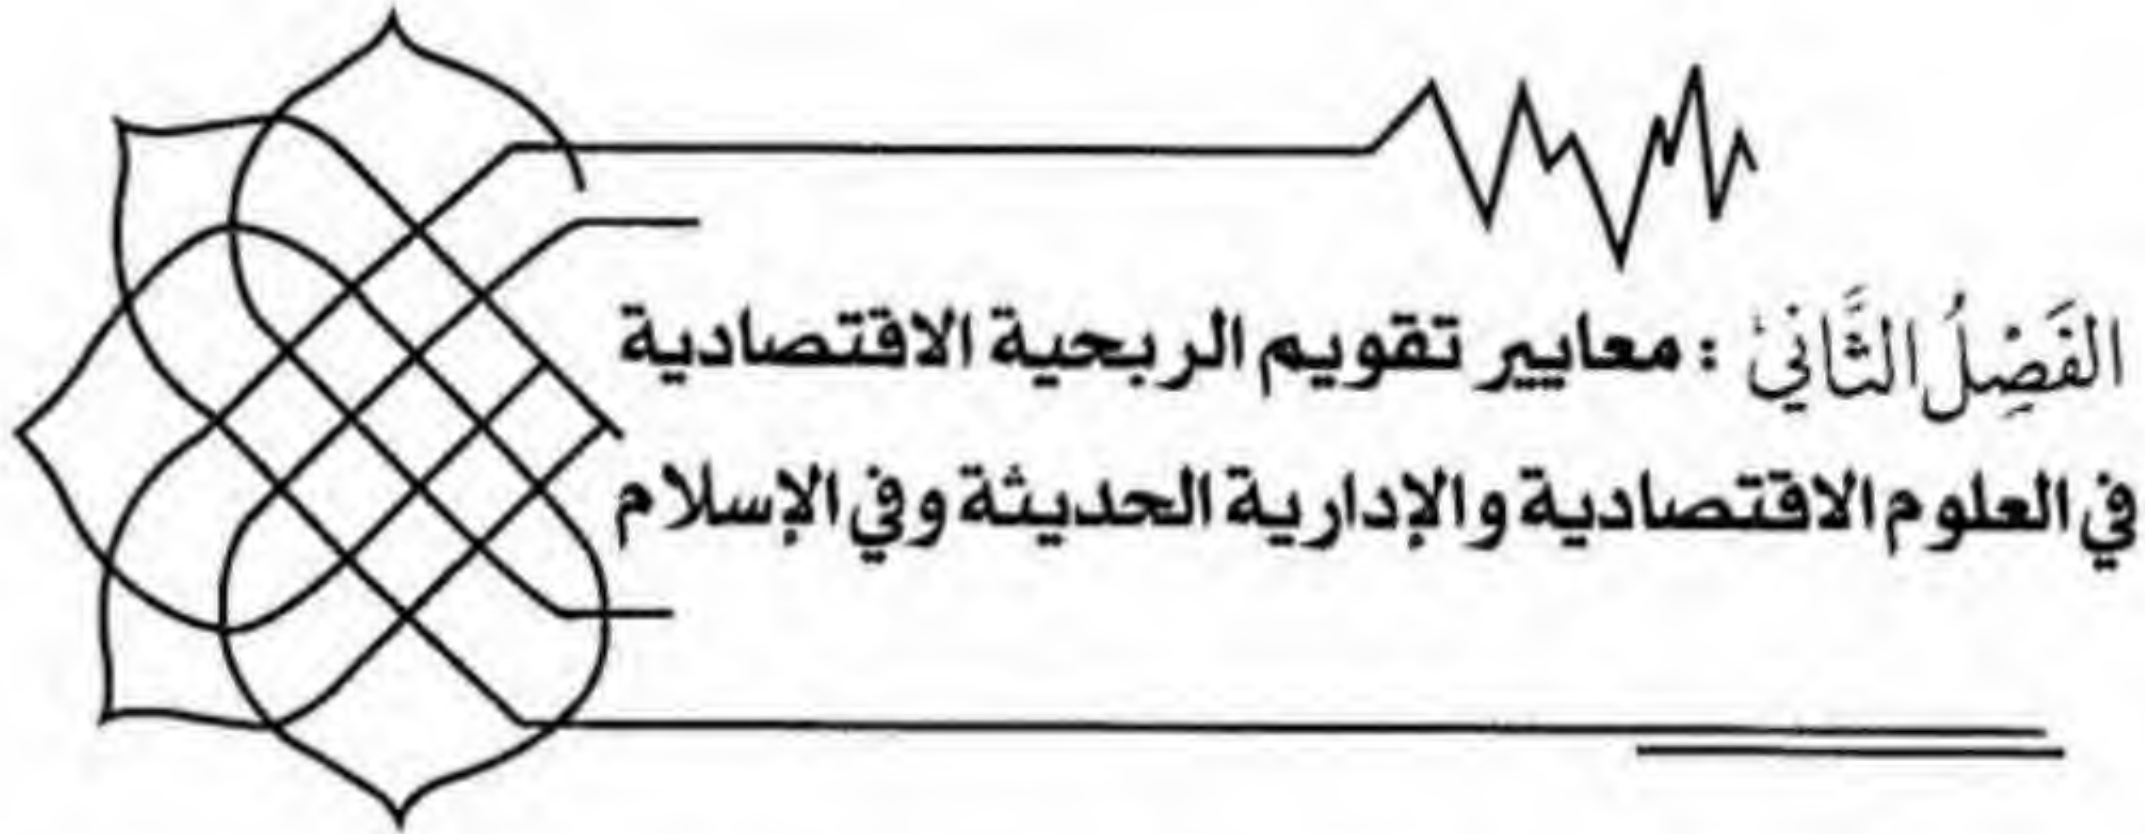 الفَصْلُ الثَّانِي : معايير تقويم الربحية الاقتصادية
في العلوم الاقتصادية والإدارية الحديثة وفي الإسلام